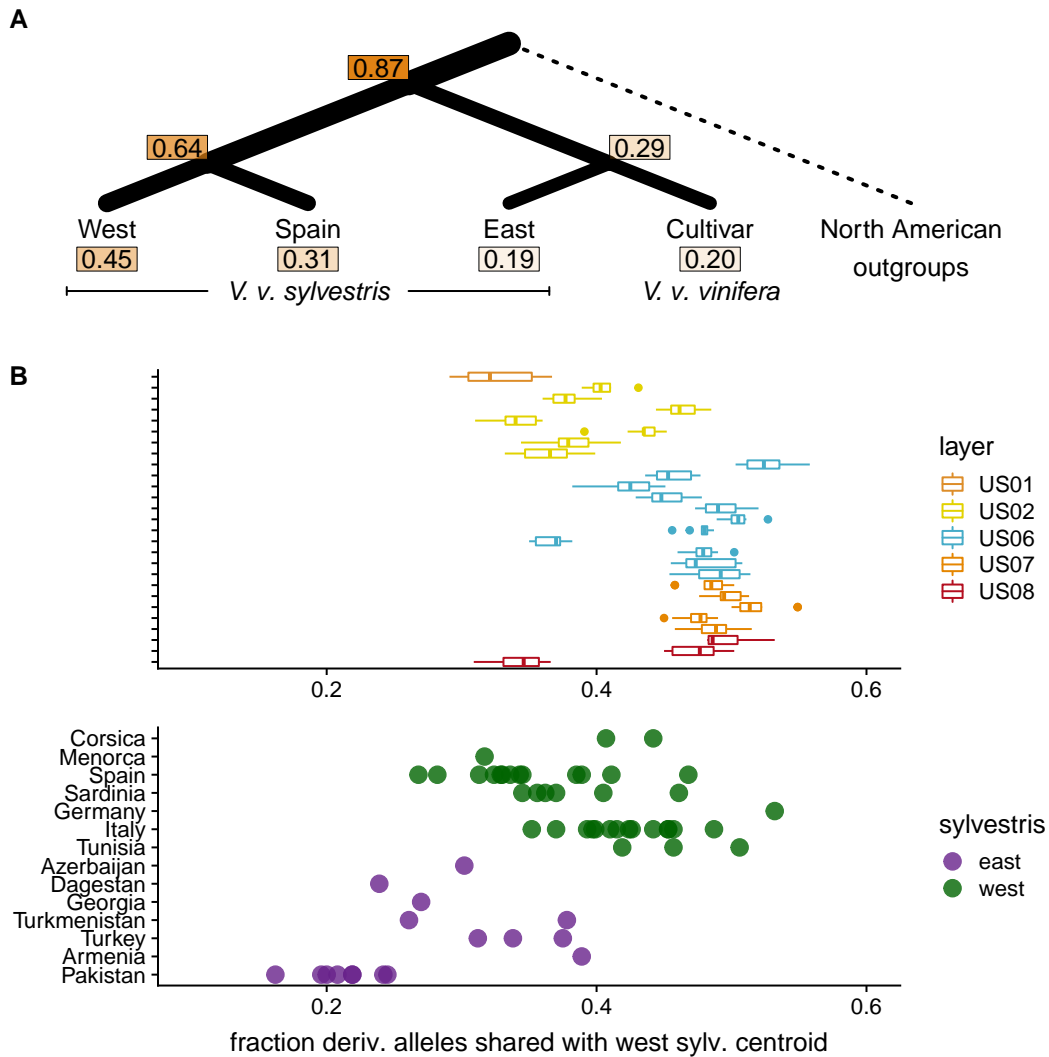 A
0.87
0.64
0.29
West
Spain
East
Cultivar
North American
outgroups
0.45
0.31
0.19
0.20
V. v. sylvestris
V. v. vinifera
B
layer
US01
US02
US06
US07
US08
0.2
0.4
0.6
Corsica
Menorca
Spain
Sardinia
Germany
Italy
Tunisia
Azerbaijan
Dagestan
Georgia
Turkmenistan
Turkey
Armenia
Pakistan
sylvestris
east
west
0.2
0.4
0.6
fraction deriv. alleles shared with west sylv. centroid